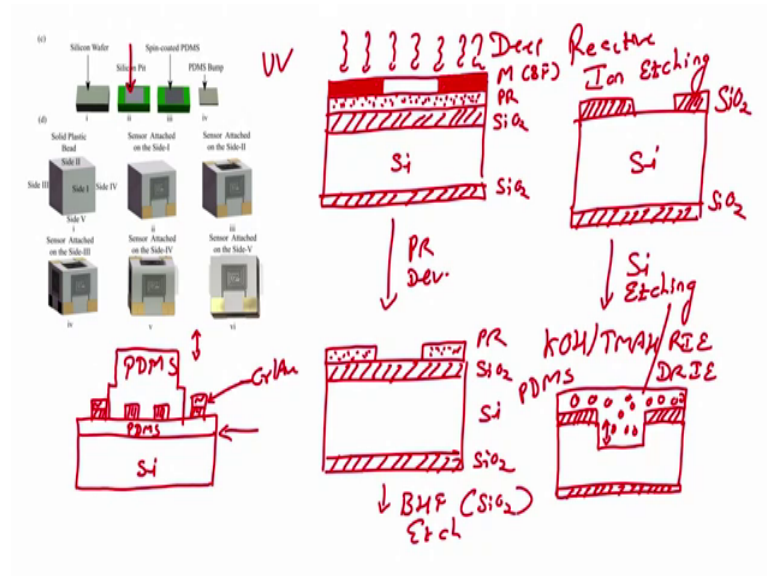 (c)
Silicon Wafer
Spin-coated PDMS
Silicon Pit
PDMS Bump
i
ii
iii
iv
(d)
Solid Plastic
Bead
Side II
Side III
Side I
Side IV
Side V
i
Sensor Attached
on the Side-I
ii
Sensor Attached
on the Side-II
iii
Sensor Attached
on the Side-III
iv
Sensor Attached
on the Side-IV
v
Sensor Attached
on the Side-V
vi
PDMS
Cr/Au
PDMS
Si
UV
M (BF)
PR
SiO2
Si
SiO2
PR
Dev.
PR
SiO2
Si
SiO2
BHF (SiO2)
Etch
Deep Reactive
Ion Etching
SiO2
Si
SiO2
Si
Etching
KOH/TMAH/RIE
DRIE
PDMS